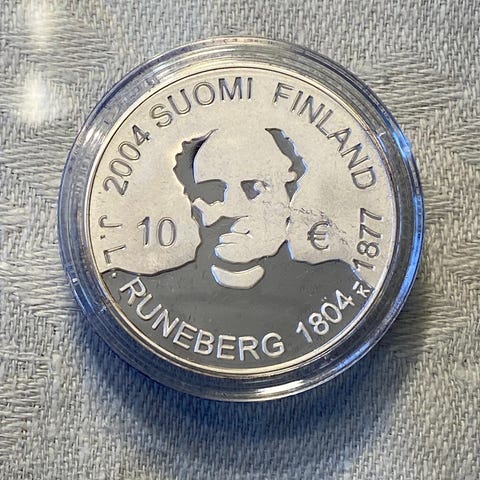 2004 SUOMI FINLAND
10 €
J.L. RUNEBERG 1804 K 1877